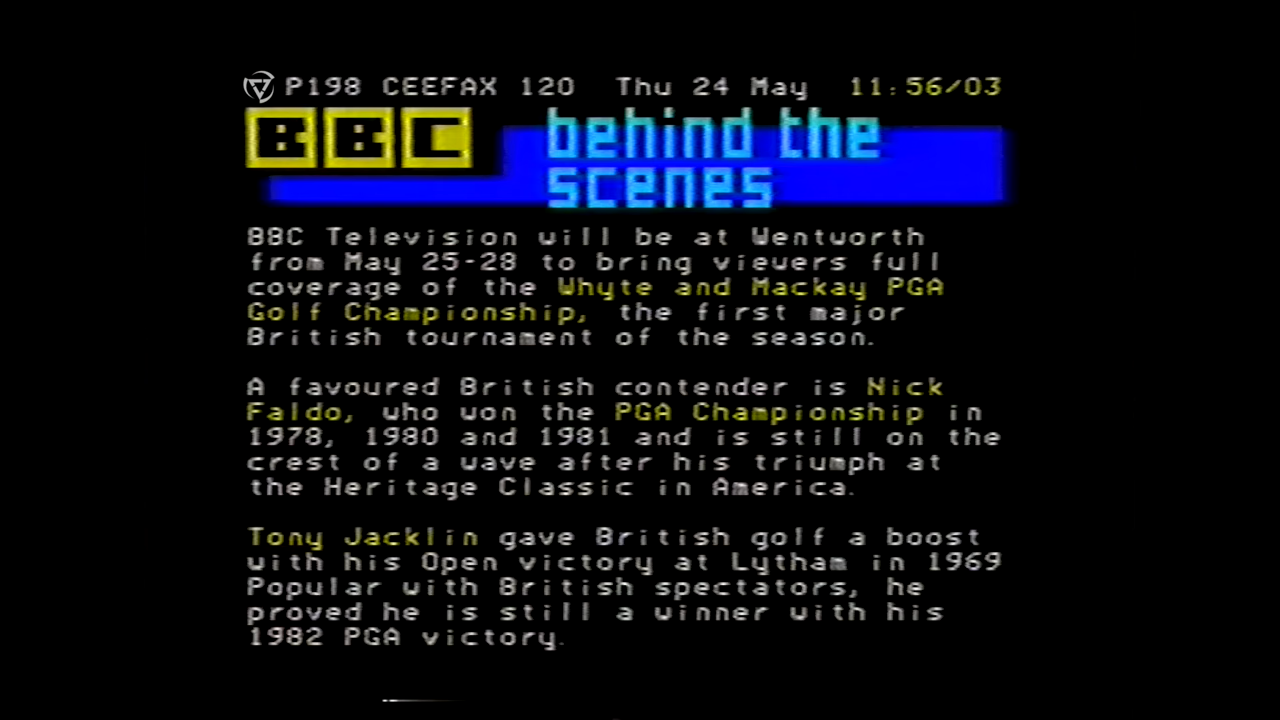 P198 CEEFAX 120 Thu 24 May 11:56/03
BBC behind the
scenes
BBC Television will be at Wentworth
from May 25-28 to bring viewers full
coverage of the Whyte and Mackay PGA
Golf Championship, the first major
British tournament of the season.
A favoured British contender is Nick
Faldo, who won the PGA Championship in
1978, 1980 and 1981 and is still on the
crest of a wave after his triumph at
the Heritage Classic in America.
Tony Jacklin gave British golf a boost
with his Open victory at Lytham in 1969
Popular with British spectators, he
proved he is still a winner with his
1982 PGA victory.